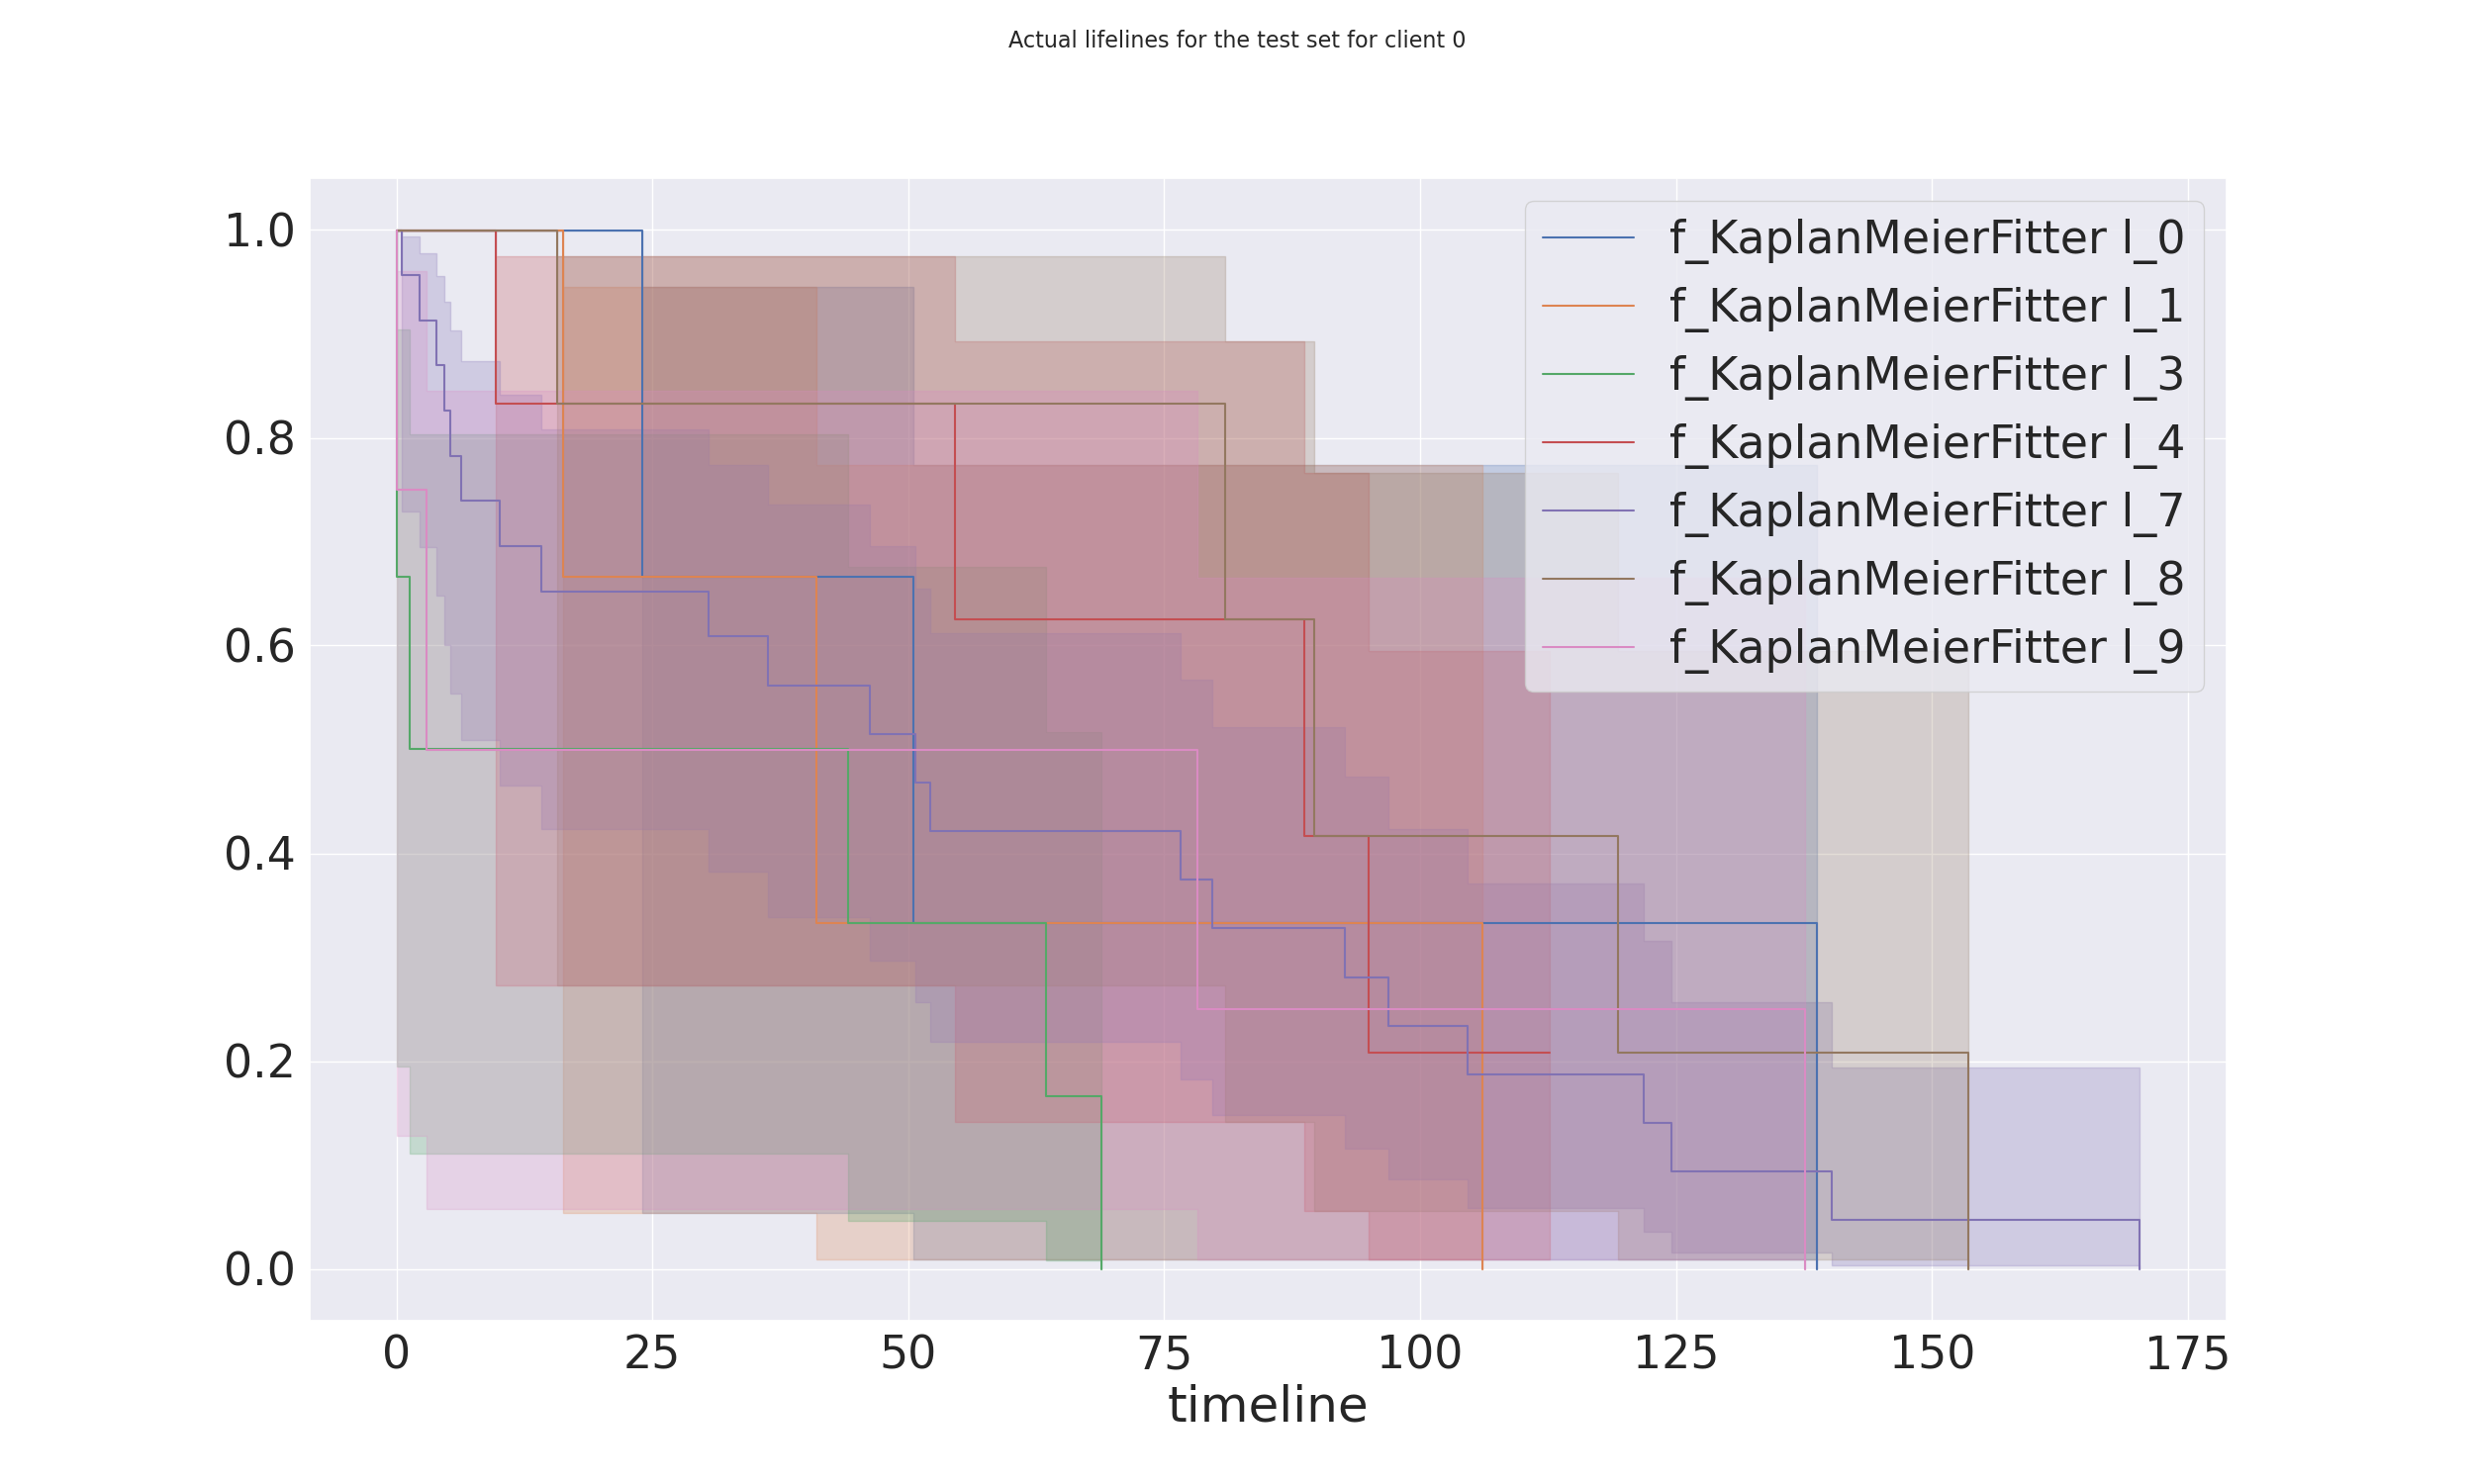 Actual lifelines for the test set for client 0
1.0
0.8
0.6
0.4
0.2
0.0
f_KaplanMeierFitter l_0
f_KaplanMeierFitter l_1
f_KaplanMeierFitter l_3
f_KaplanMeierFitter l_4
f_KaplanMeierFitter l_7
f_KaplanMeierFitter l_8
f_KaplanMeierFitter l_9
0 25 50 75 100 125 150 175
timeline